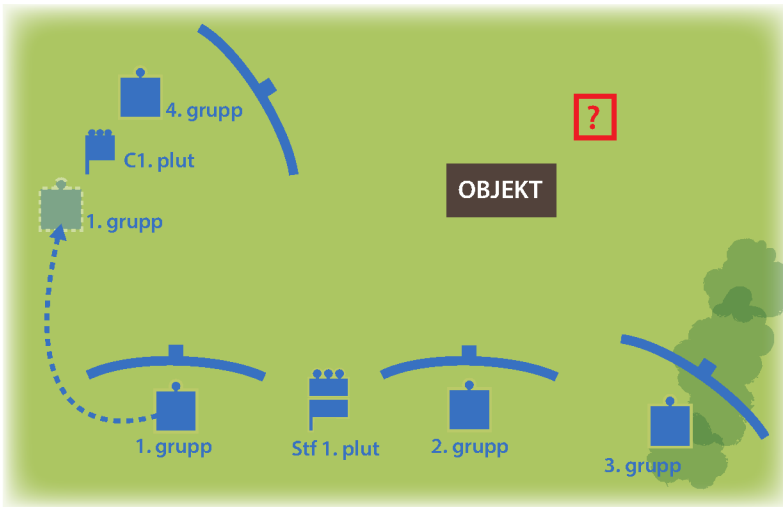 4. grupp
?
C1. plut
OBJEKT
1. grupp
1. grupp
Stf 1. plut
2. grupp
3. grupp